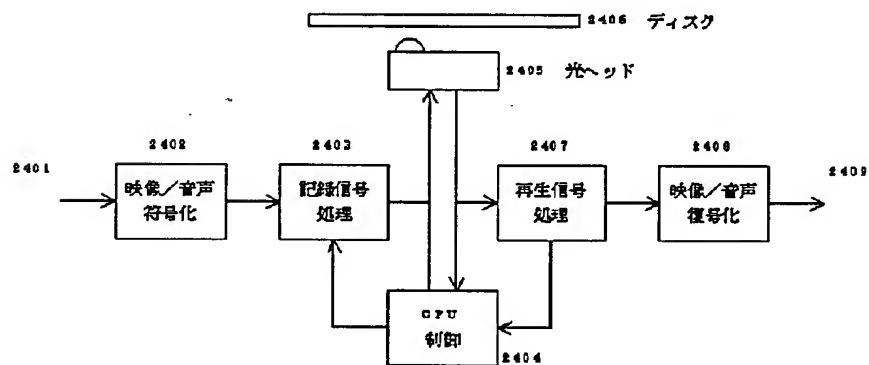 2406 ディスク
2405 光ヘッド
2401
2402
映像/音声
符号化
2403
記録信号
処理
2407
再生信号
処理
2408
映像/音声
復号化
2409
CPU
制御
2404